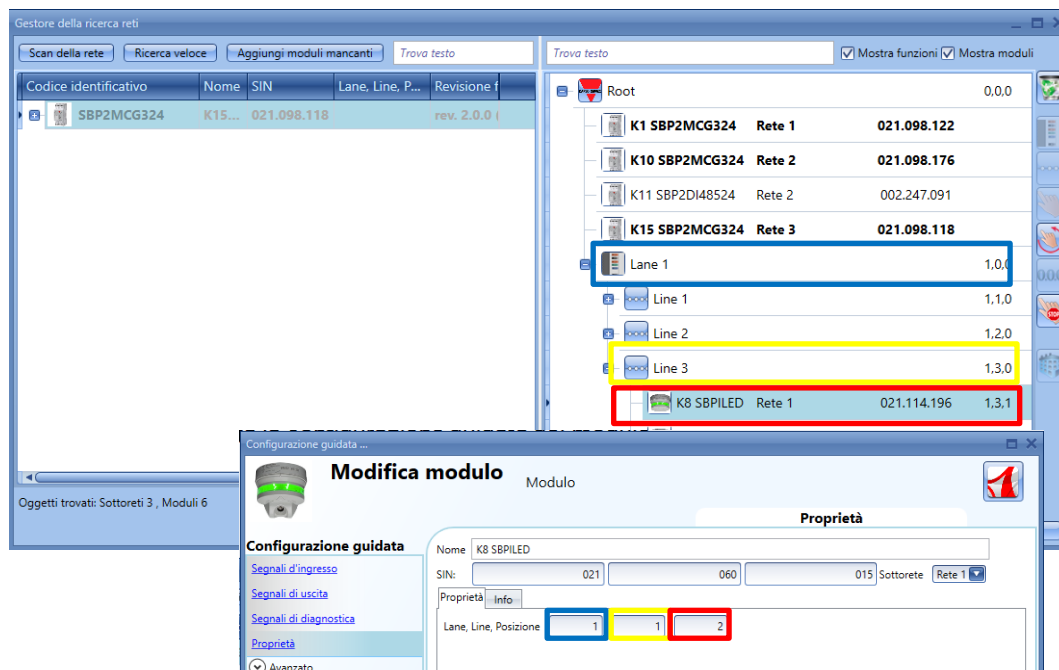 Gestore della ricerca reti
Scan della rete Ricerca veloce Aggiungi moduli mancanti Trova testo
Codice identificativo Nome SIN Lane, Line, P... Revisione f
SBP2MCG324 K15... 021.098.118 rev. 2.0.0 (
Oggetti trovati: Sottoreti 3 , Moduli 6
Trova testo Mostra funzioni Mostra moduli
Root 0,0,0
K1 SBP2MCG324 Rete 1 021.098.122
K10 SBP2MCG324 Rete 2 021.098.176
K11 SBP2DI48524 Rete 2 002.247.091
K15 SBP2MCG324 Rete 3 021.098.118
Lane 1 1,0,0
Line 1 1,1,0
Line 2 1,2,0
Line 3 1,3,0
K8 SBPILED Rete 1 021.114.196 1,3,1
STOP
Configurazione guidata ...
Modifica modulo Modulo
Proprietà
Configurazione guidata
Segnali d'ingresso
Segnali di uscita
Segnali di diagnostica
Proprietà
Avanzato
Nome K8 SBPILED
SIN: 021 060 015 Sottorete Rete 1
Proprietà Info
Lane, Line, Posizione 1 1 2